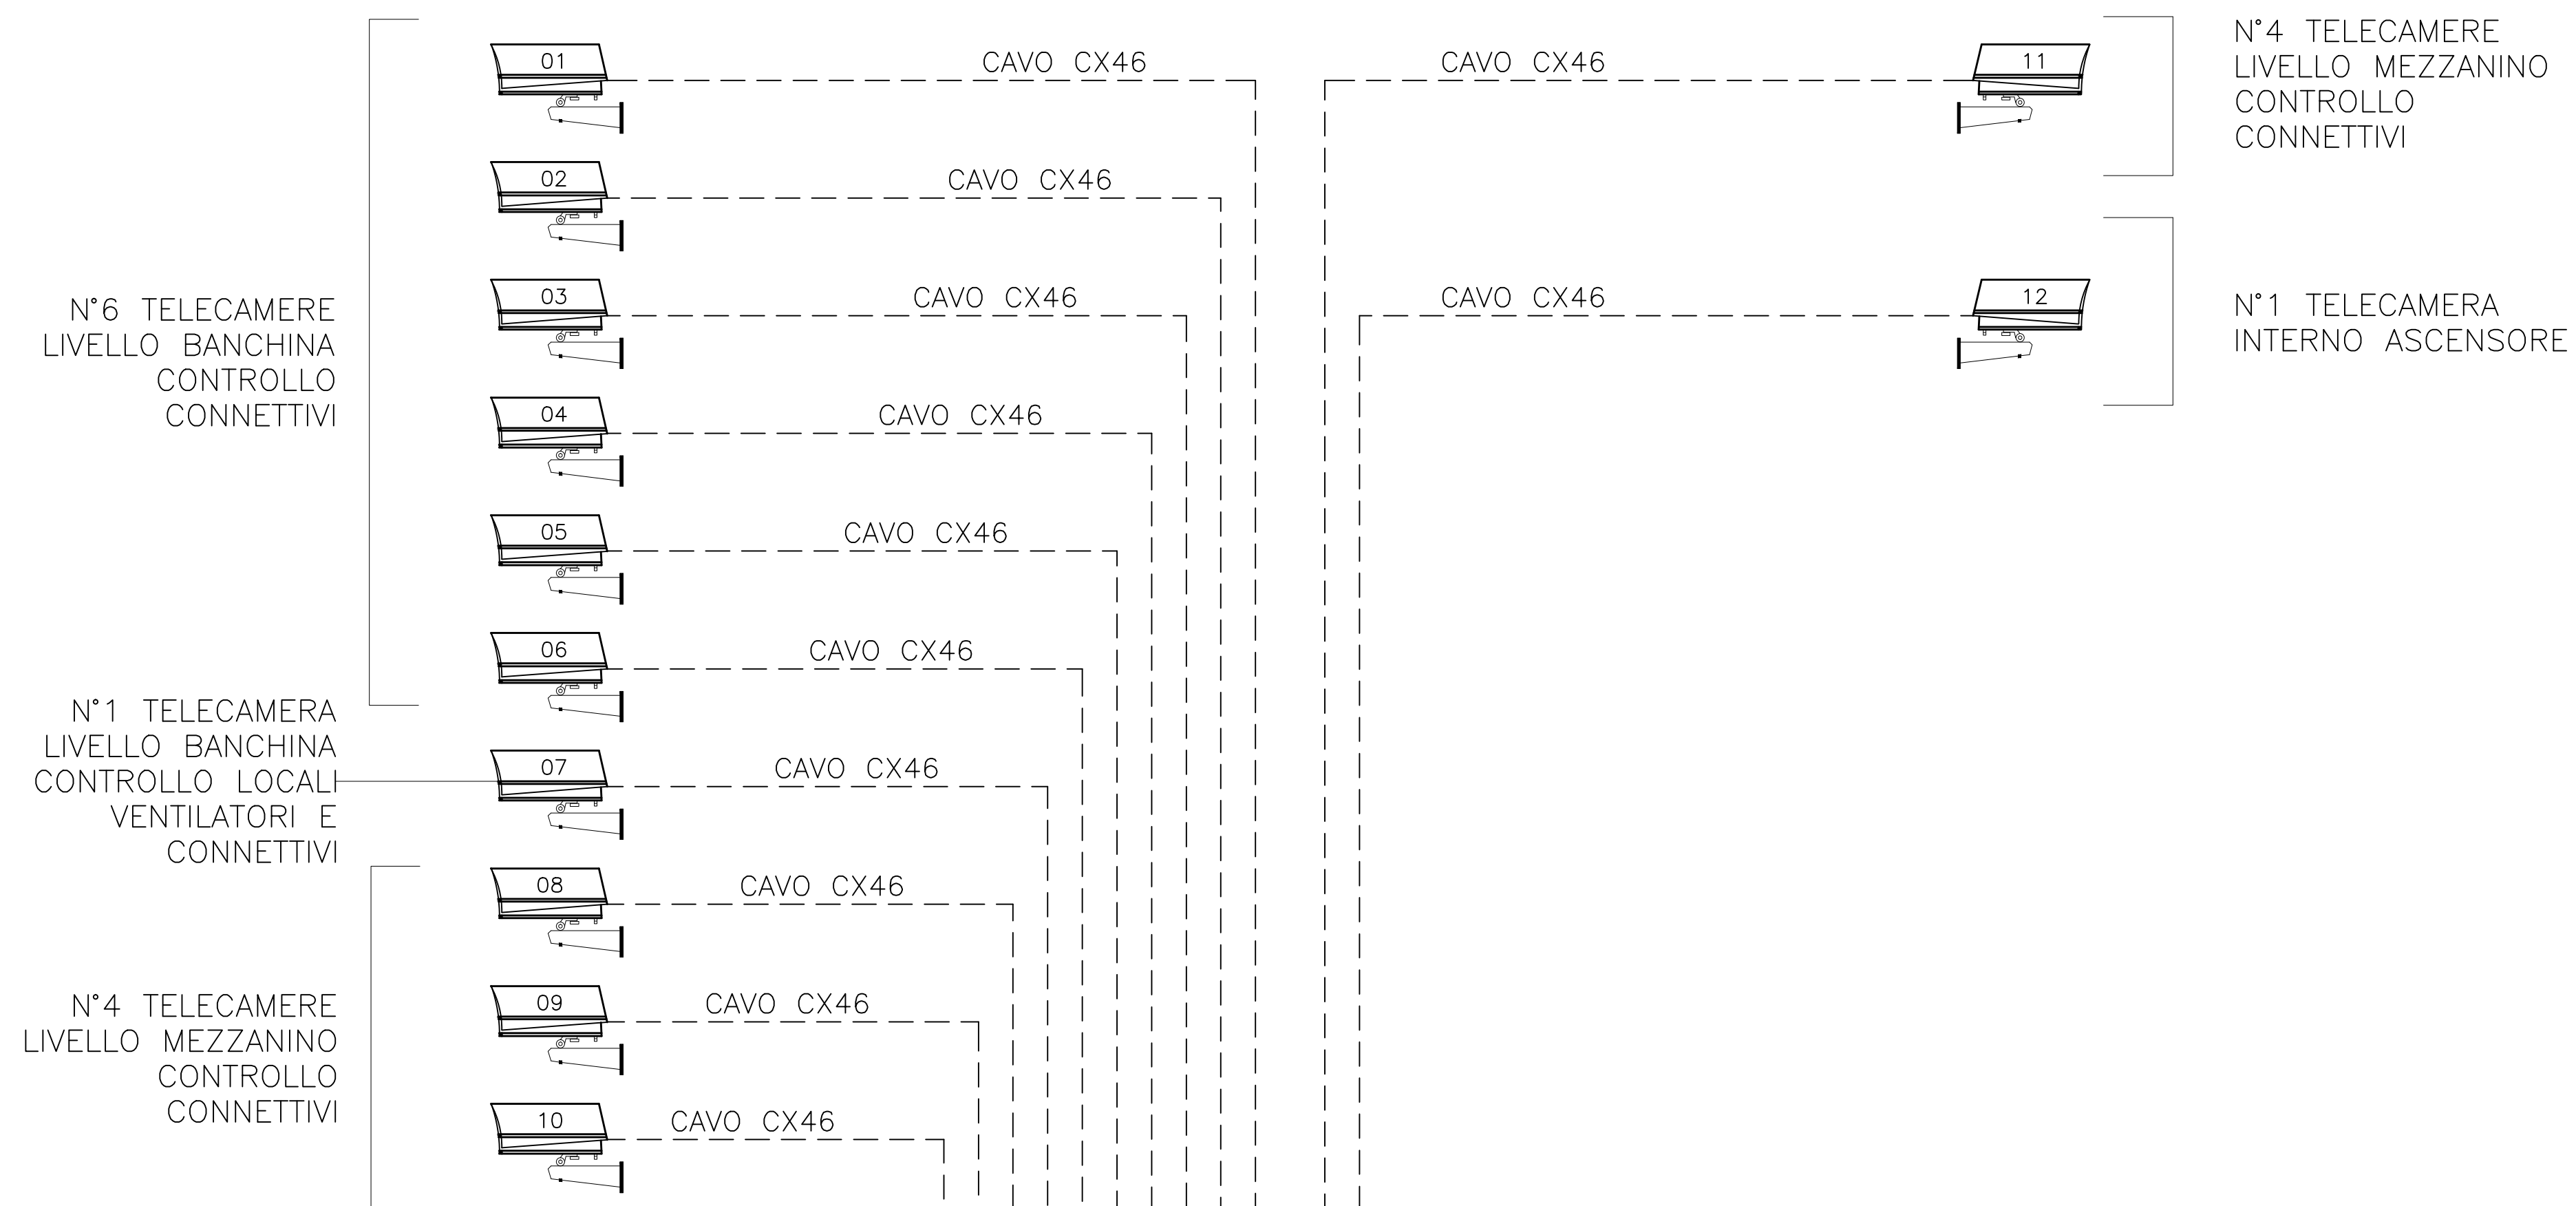 N°6 TELECAMERE
LIVELLO BANCHINA
CONTROLLO
CONNETTIVI
N°1 TELECAMERA
LIVELLO BANCHINA
CONTROLLO LOCALI
VENTILATORI E
CONNETTIVI
N°4 TELECAMERE
LIVELLO MEZZANINO
CONTROLLO
CONNETTIVI
01 CAVO CX46
02 CAVO CX46
03 CAVO CX46
04 CAVO CX46
05 CAVO CX46
06 CAVO CX46
07 CAVO CX46
08 CAVO CX46
09 CAVO CX46
10 CAVO CX46
CAVO CX46 11
CAVO CX46 12
N°4 TELECAMERE
LIVELLO MEZZANINO
CONTROLLO
CONNETTIVI
N°1 TELECAMERA
INTERNO ASCENSORE